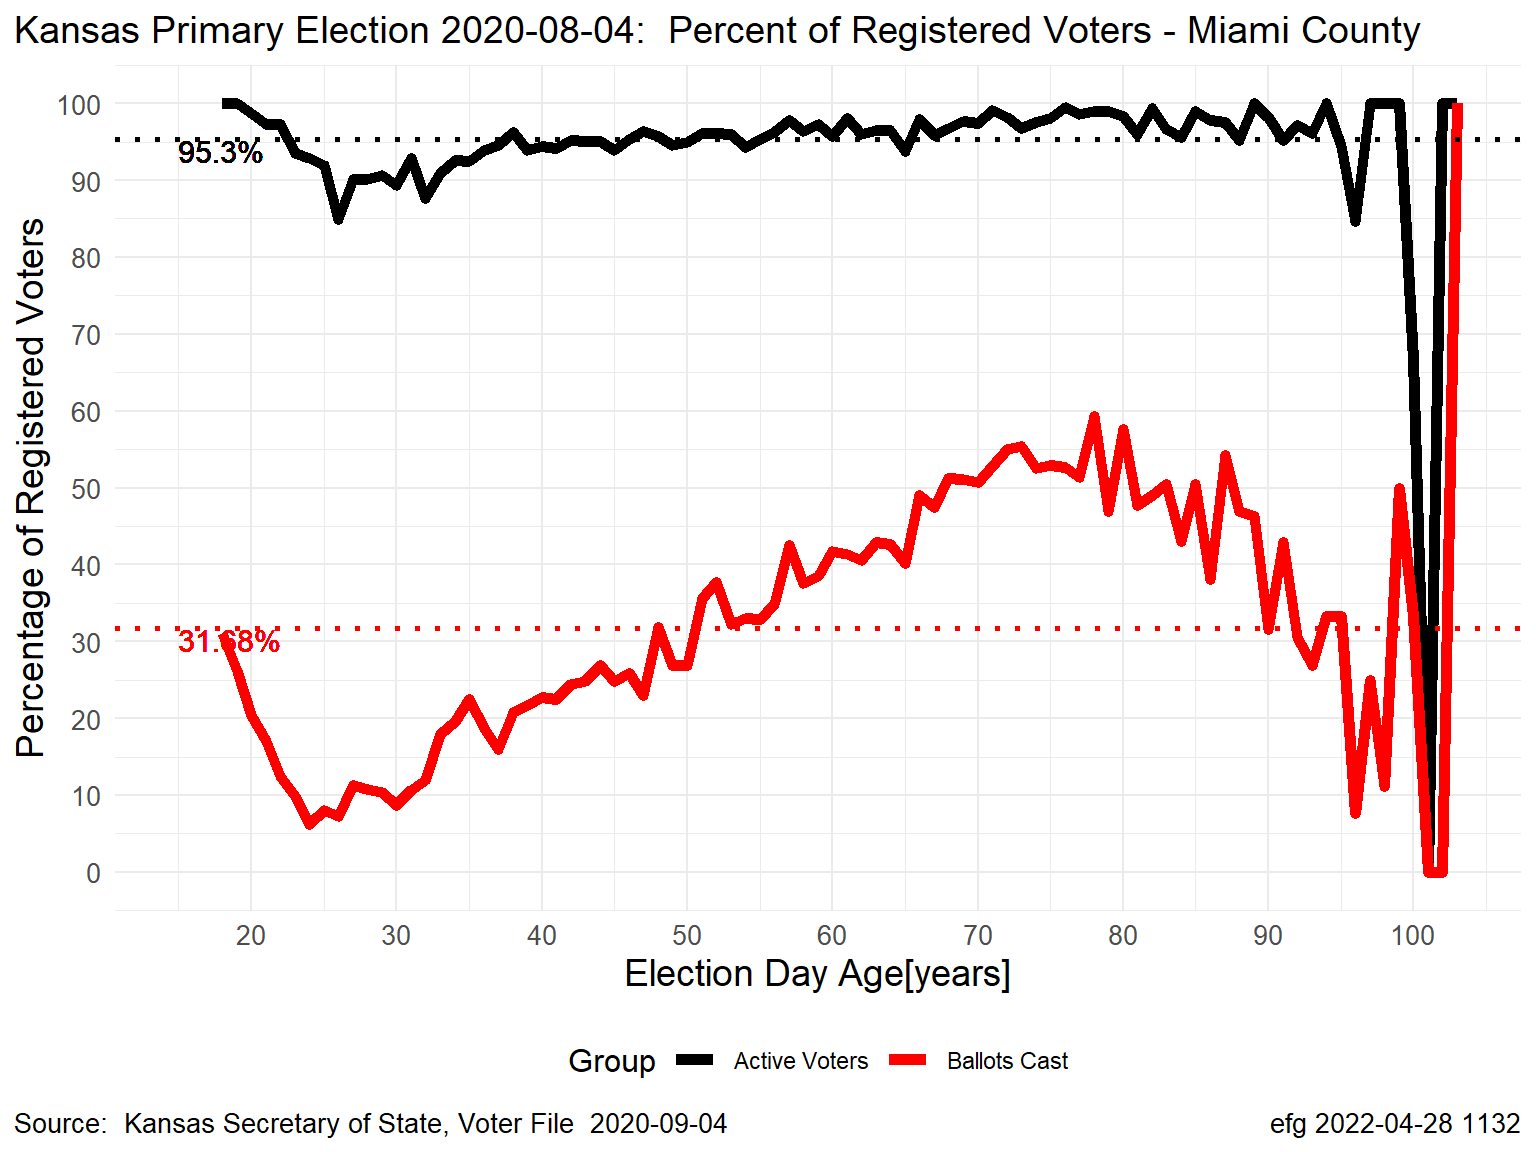 Kansas Primary Election 2020-08-04:  Percent of Registered Voters - Miami County
Percentage of Registered Voters
100
90
80
70
60
50
40
30
20
10
0
95.3%
31.68%
20 30 40 50 60 70 80 90 100
Election Day Age[years]
Group Active Voters Ballots Cast
Source:  Kansas Secretary of State, Voter File  2020-09-04
efg 2022-04-28 1132